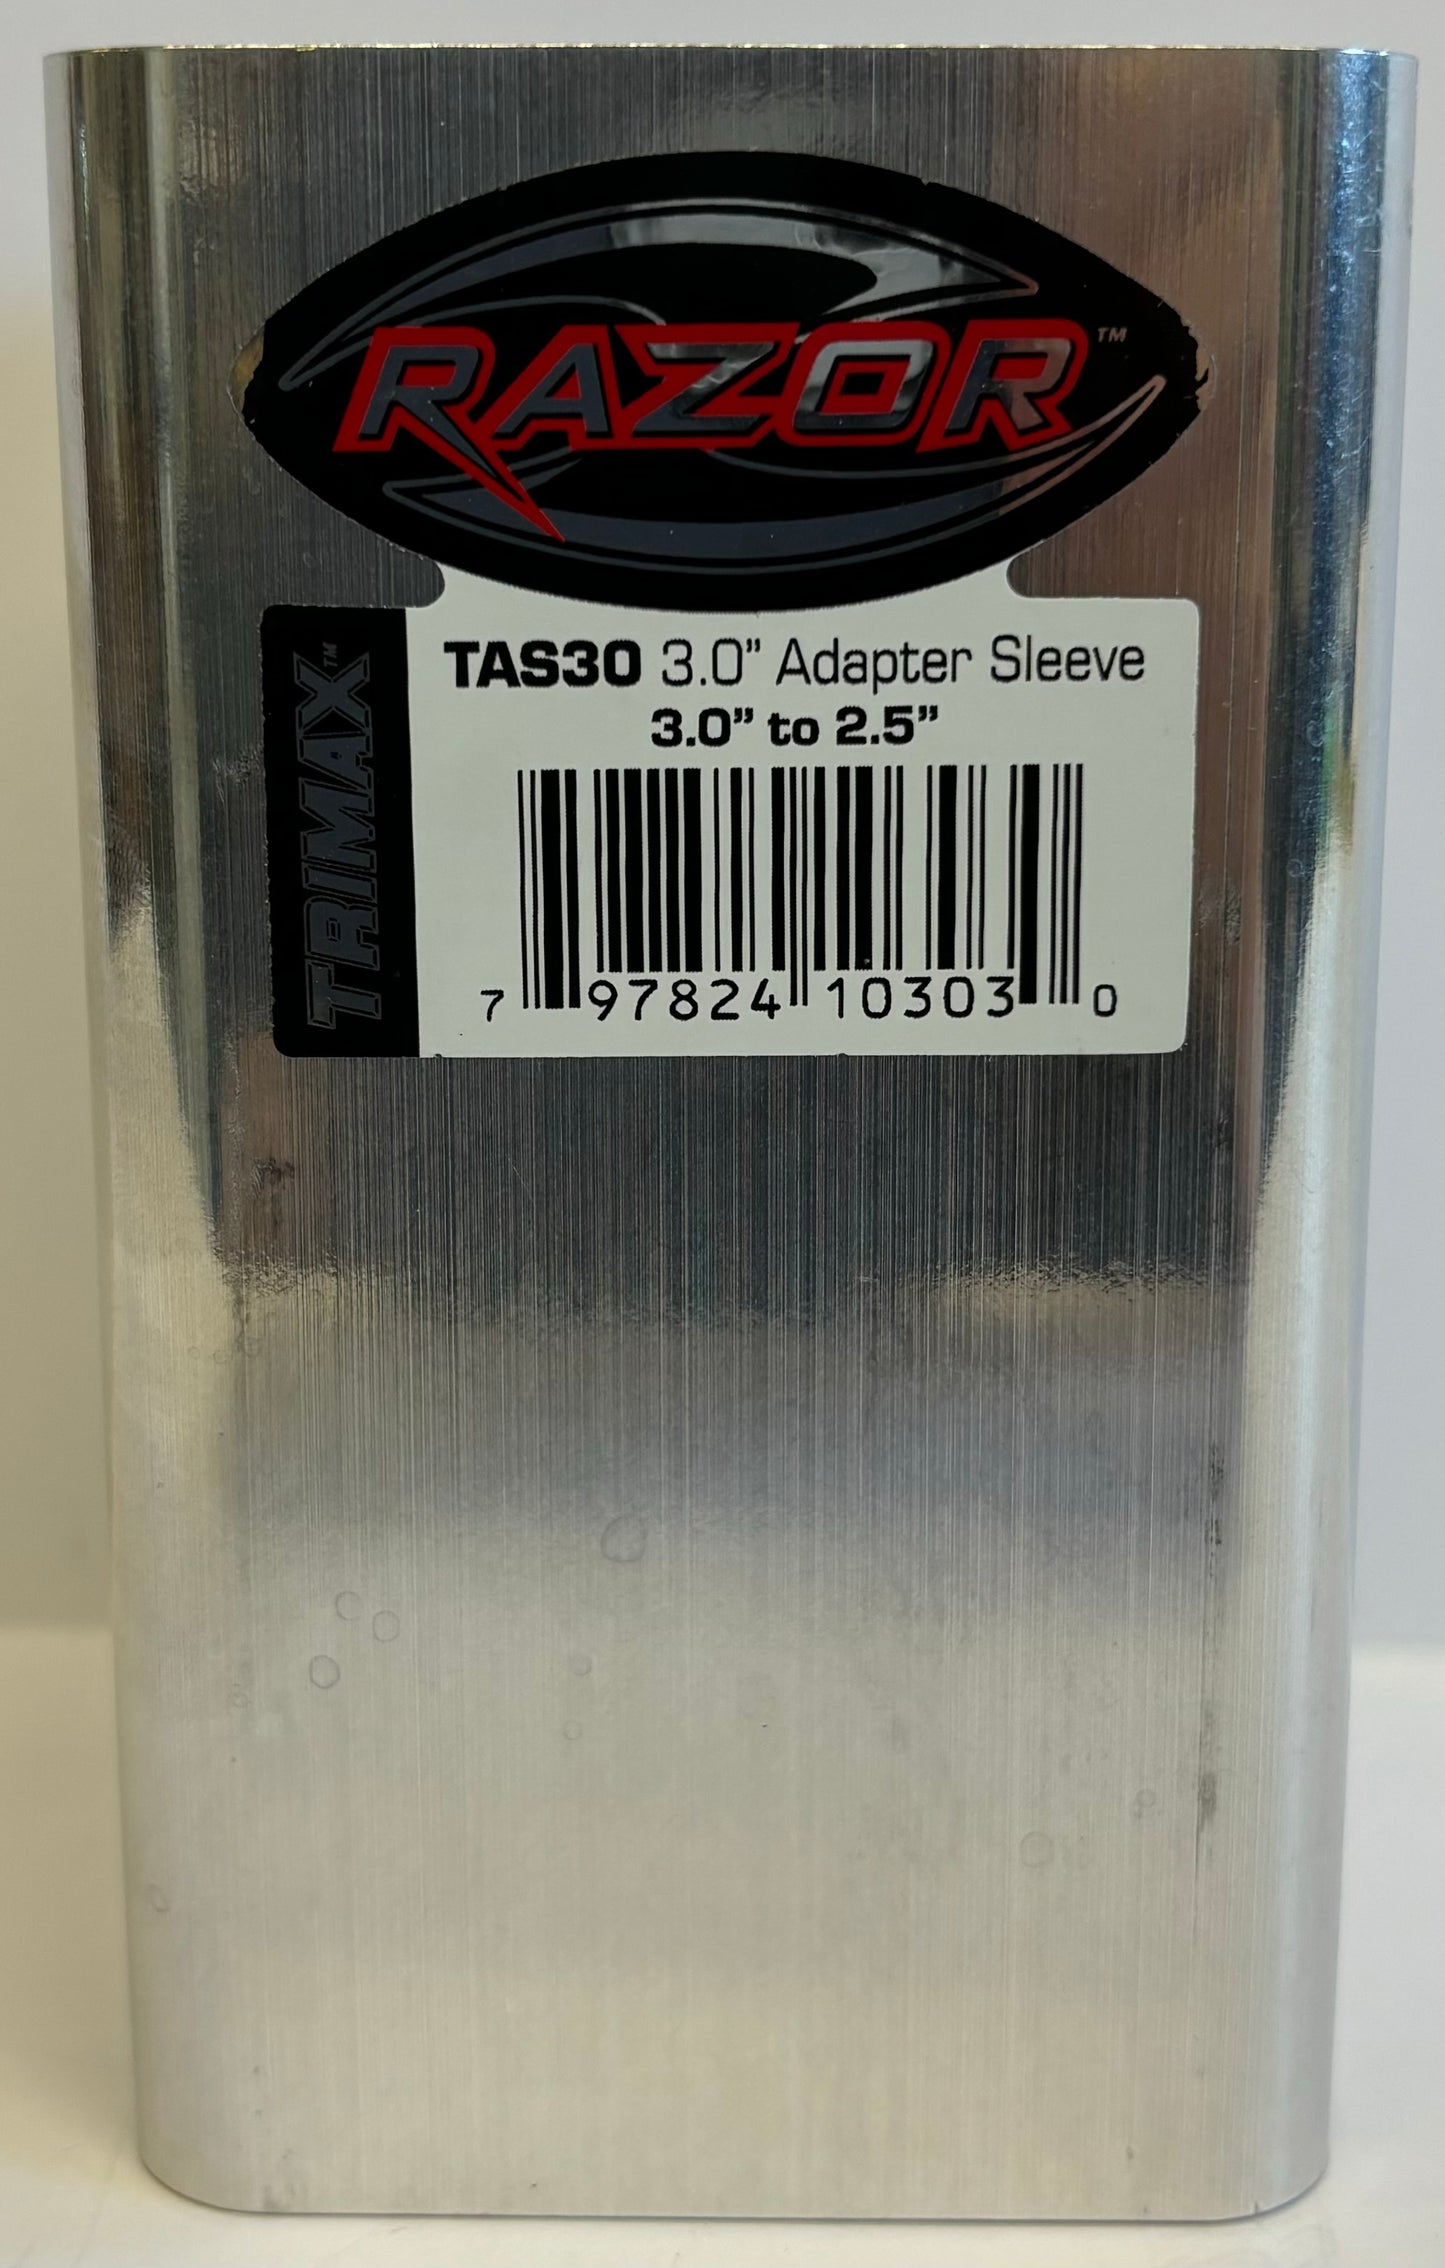 RAZOR™
TRIMAX™
TAS30 3.0” Adapter Sleeve
3.0” to 2.5”
7 97824 10303 0